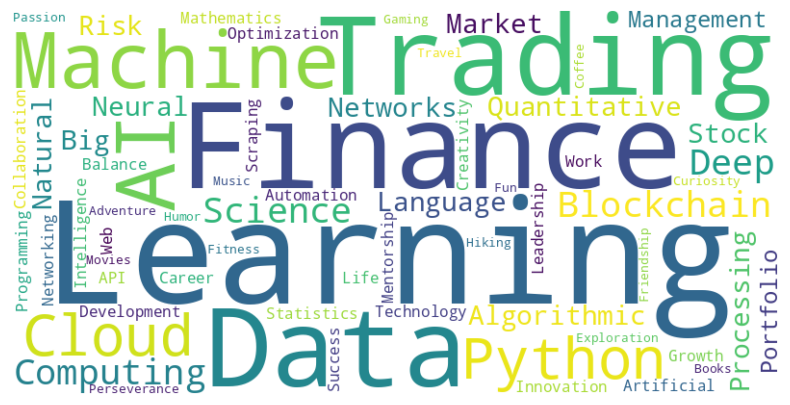 Passion
Mathematics
Gaming
Risk
Optimization
Market
Management
Machine
Trading
Travel
Coffee
Collaboration
Natural
Neural
Networks
Quantitative
Big
AI
Scraping
Finance
Creativity
Stock
Balance
Work
Deep
Music
Fun
Curiosity
Intelligence
Automation
Adventure
Humor
Science
Language
Leadership
Blockchain
Programming
Networking
Web
Mentorship
Learning
Movies
Fitness
Hiking
Friendship
API
Career
Life
Processing
Portfolio
Development
Statistics
Technology
Algorithmic
Cloud
Data
Success
Python
Exploration
Growth
Computing
Books
Perseverance
Innovation
Artificial